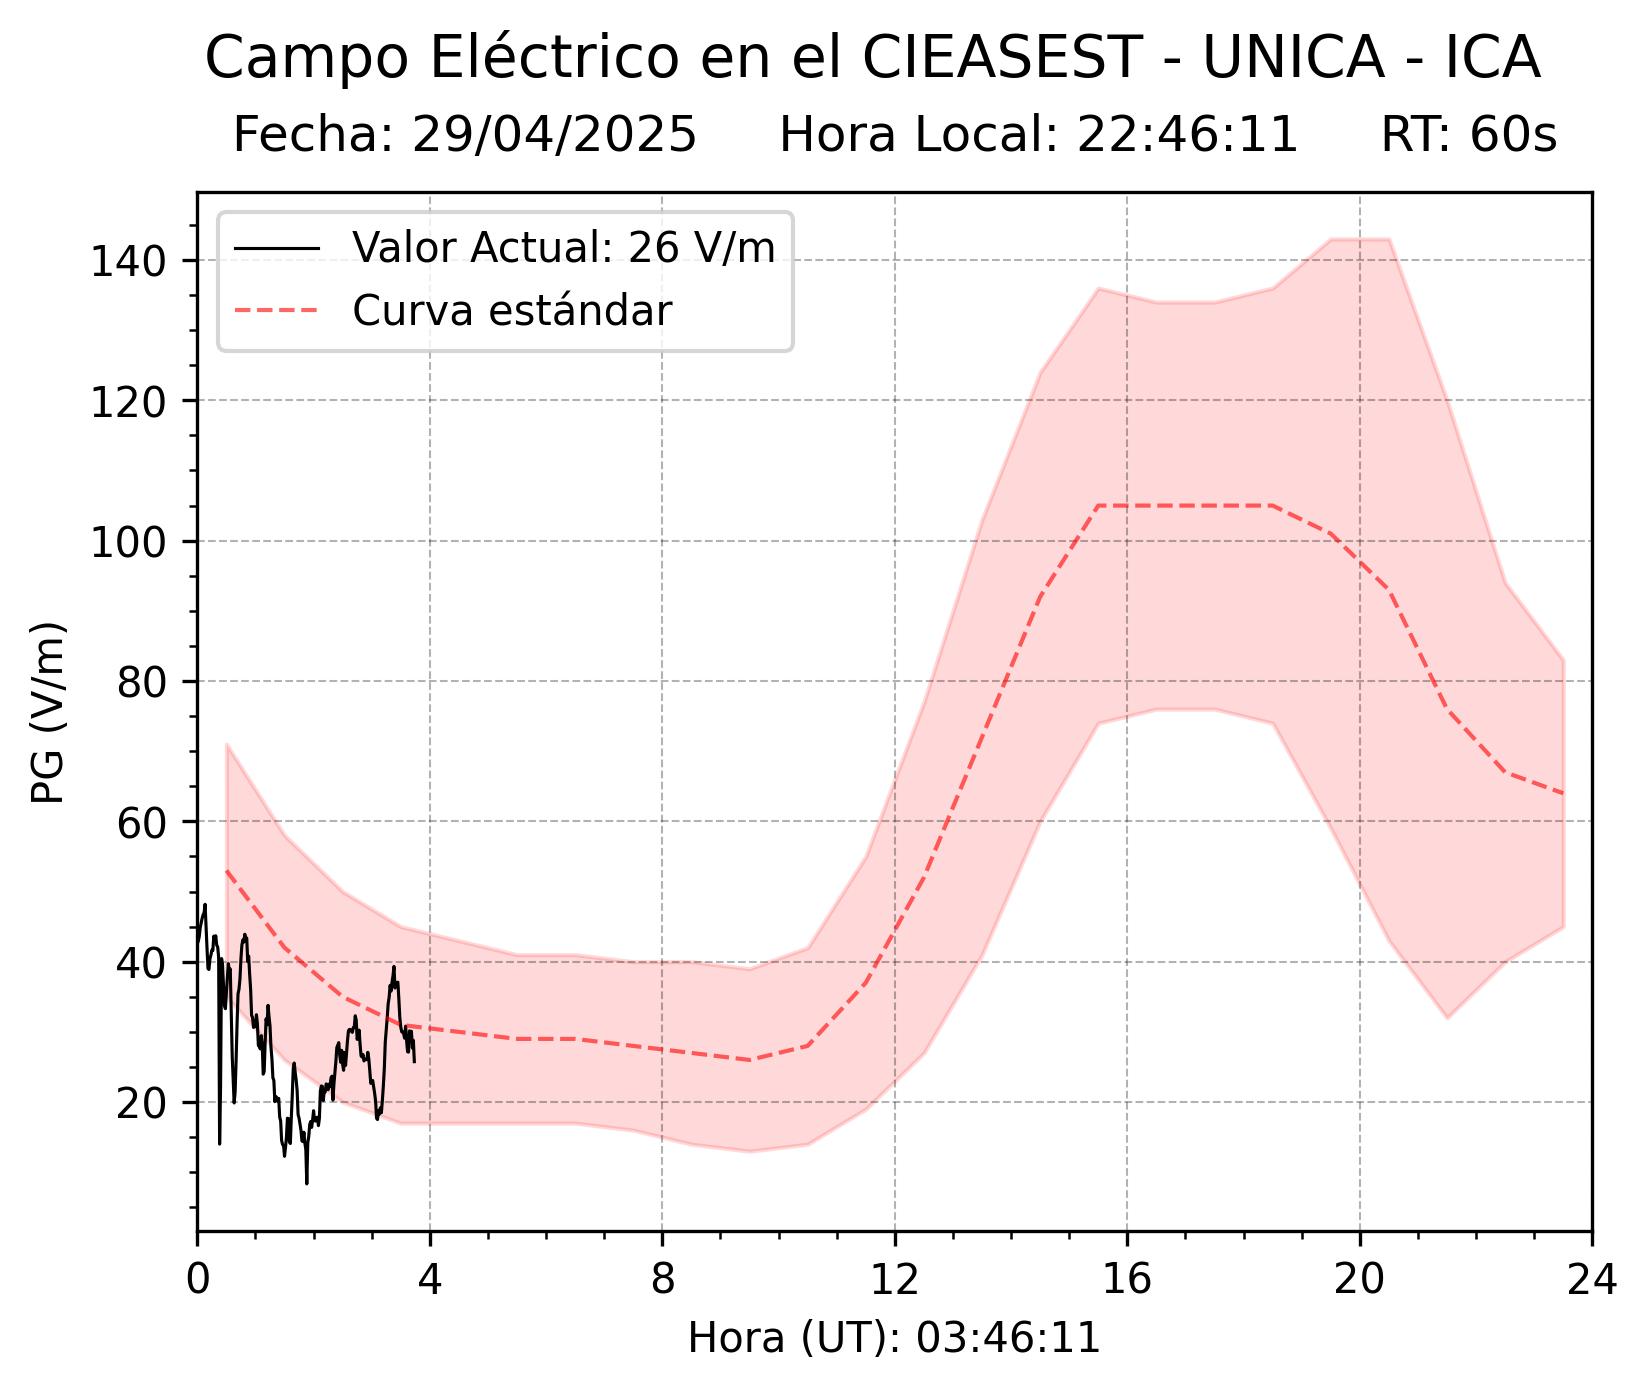 Campo Eléctrico en el CIEASEST - UNICA - ICA
Fecha: 29/04/2025 Hora Local: 22:46:11 RT: 60s
Valor Actual: 26 V/m
Curva estándar
140
120
100
80
60
40
20
PG (V/m)
0 4 8 12 16 20 24
Hora (UT): 03:46:11